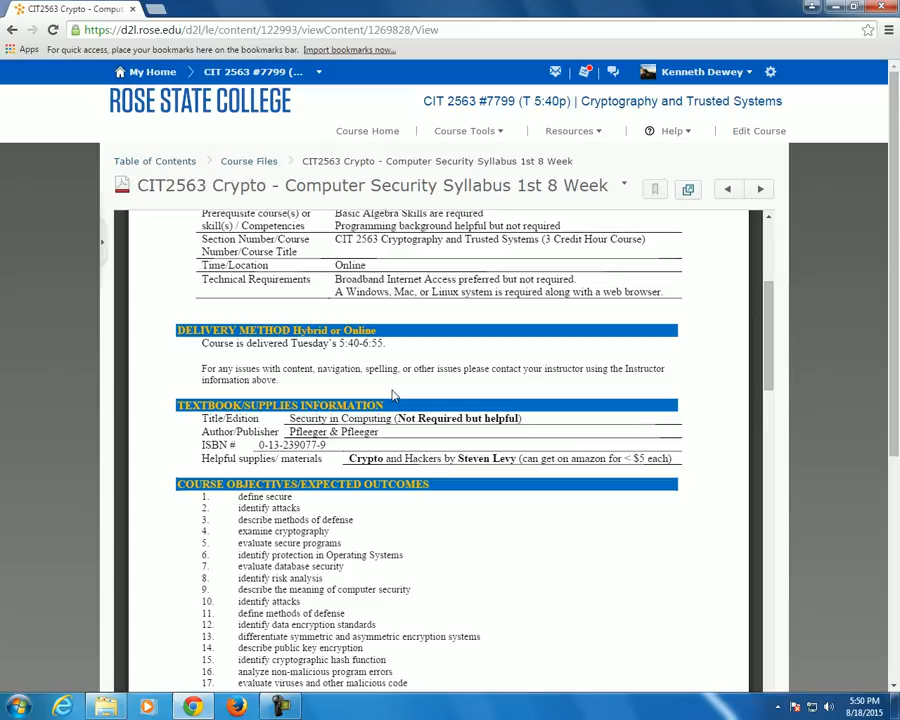 CIT2563 Crypto - Comput
https://d2l.rose.edu/d2l/le/content/122993/viewContent/1269828/View
Apps For quick access, place your bookmarks here on the bookmarks bar. Import bookmarks now...
My Home CIT 2563 #7799 (... Kenneth Dewey
ROSE STATE COLLEGE CIT 2563 #7799 (T 5:40p) | Cryptography and Trusted Systems
Course Home Course Tools Resources Help Edit Course
Table of Contents Course Files CIT2563 Crypto - Computer Security Syllabus 1st 8 Week
CIT2563 Crypto - Computer Security Syllabus 1st 8 Week
Prerequisite course(s) or Basic Algebra Skills are required
skill(s) / Competencies Programming background helpful but not required
Section Number/Course CIT 2563 Cryptography and Trusted Systems (3 Credit Hour Course)
Number/Course Title
Time/Location Online
Technical Requirements Broadband Internet Access preferred but not required.
A Windows, Mac, or Linux system is required along with a web browser.
DELIVERY METHOD Hybrid or Online
Course is delivered Tuesday's 5:40-6:55.
For any issues with content, navigation, spelling, or other issues please contact your instructor using the Instructor
information above.
TEXTBOOK/SUPPLIES INFORMATION
Title/Edition Security in Computing (Not Required but helpful)
Author/Publisher Pfleeger & Pfleeger
ISBN # 0-13-239077-9
Helpful supplies/ materials Crypto and Hackers by Steven Levy (can get on amazon for < $5 each)
COURSE OBJECTIVES/EXPECTED OUTCOMES
1. define secure
2. identify attacks
3. describe methods of defense
4. examine cryptography
5. evaluate secure programs
6. identify protection in Operating Systems
7. evaluate database security
8. identify risk analysis
9. describe the meaning of computer security
10. identify attacks
11. define methods of defense
12. identify data encryption standards
13. differentiate symmetric and asymmetric encryption systems
14. describe public key encryption
15. identify cryptographic hash function
16. analyze non-malicious program errors
17. evaluate viruses and other malicious code
5:50 PM
8/18/2015